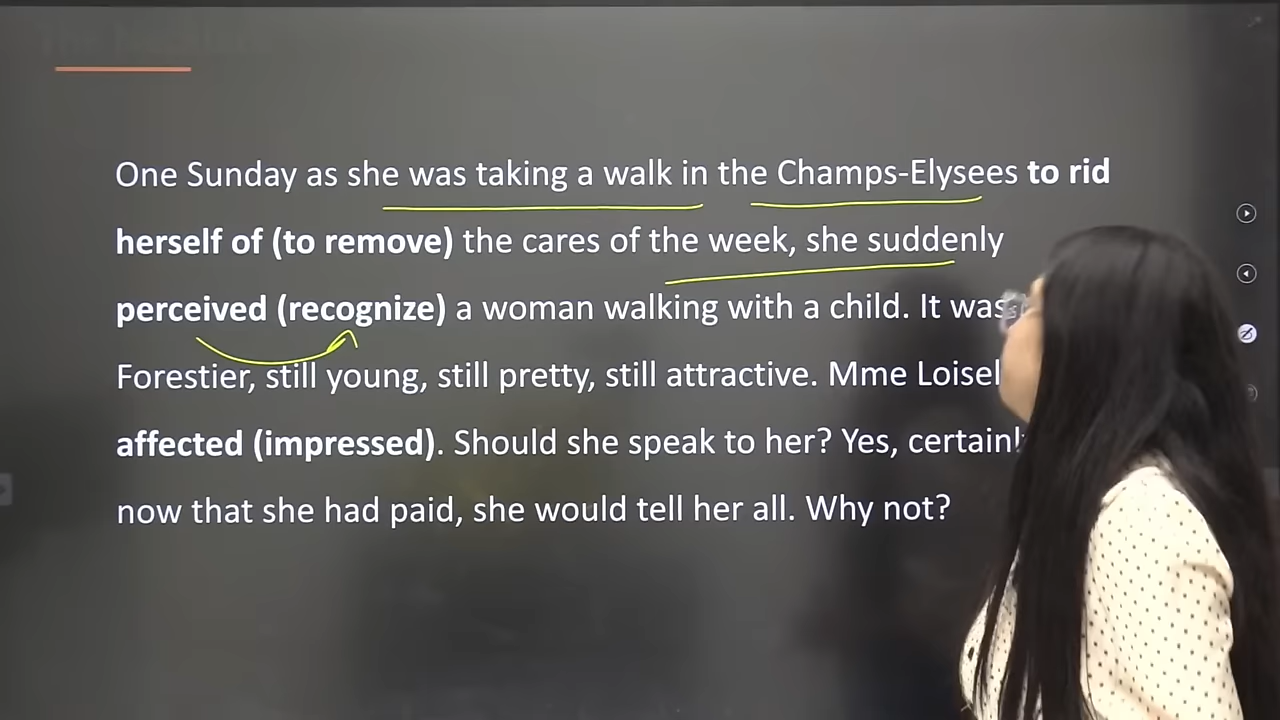 One Sunday as she was taking a walk in the Champs-Elysees to rid
herself of (to remove) the cares of the week, she suddenly
perceived (recognize) a woman walking with a child. It was
Forestier, still young, still pretty, still attractive. Mme Loisel
affected (impressed). Should she speak to her? Yes, certainly
now that she had paid, she would tell her all. Why not?